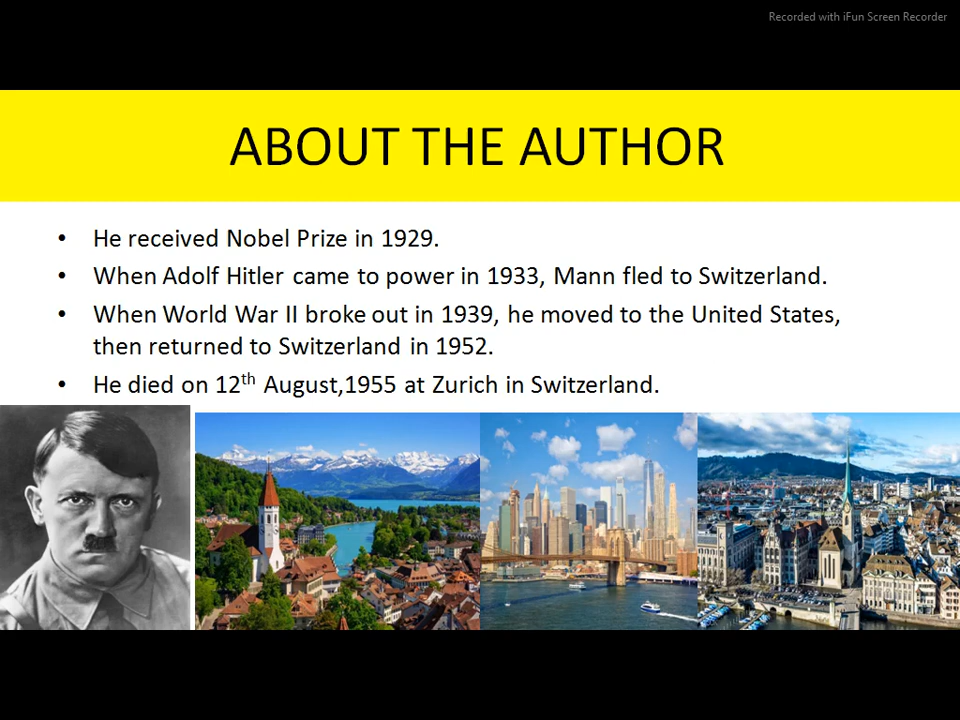 Recorded with iFun Screen Recorder
ABOUT THE AUTHOR
• He received Nobel Prize in 1929.
• When Adolf Hitler came to power in 1933, Mann fled to Switzerland.
• When World War II broke out in 1939, he moved to the United States,
then returned to Switzerland in 1952.
• He died on 12th August,1955 at Zurich in Switzerland.